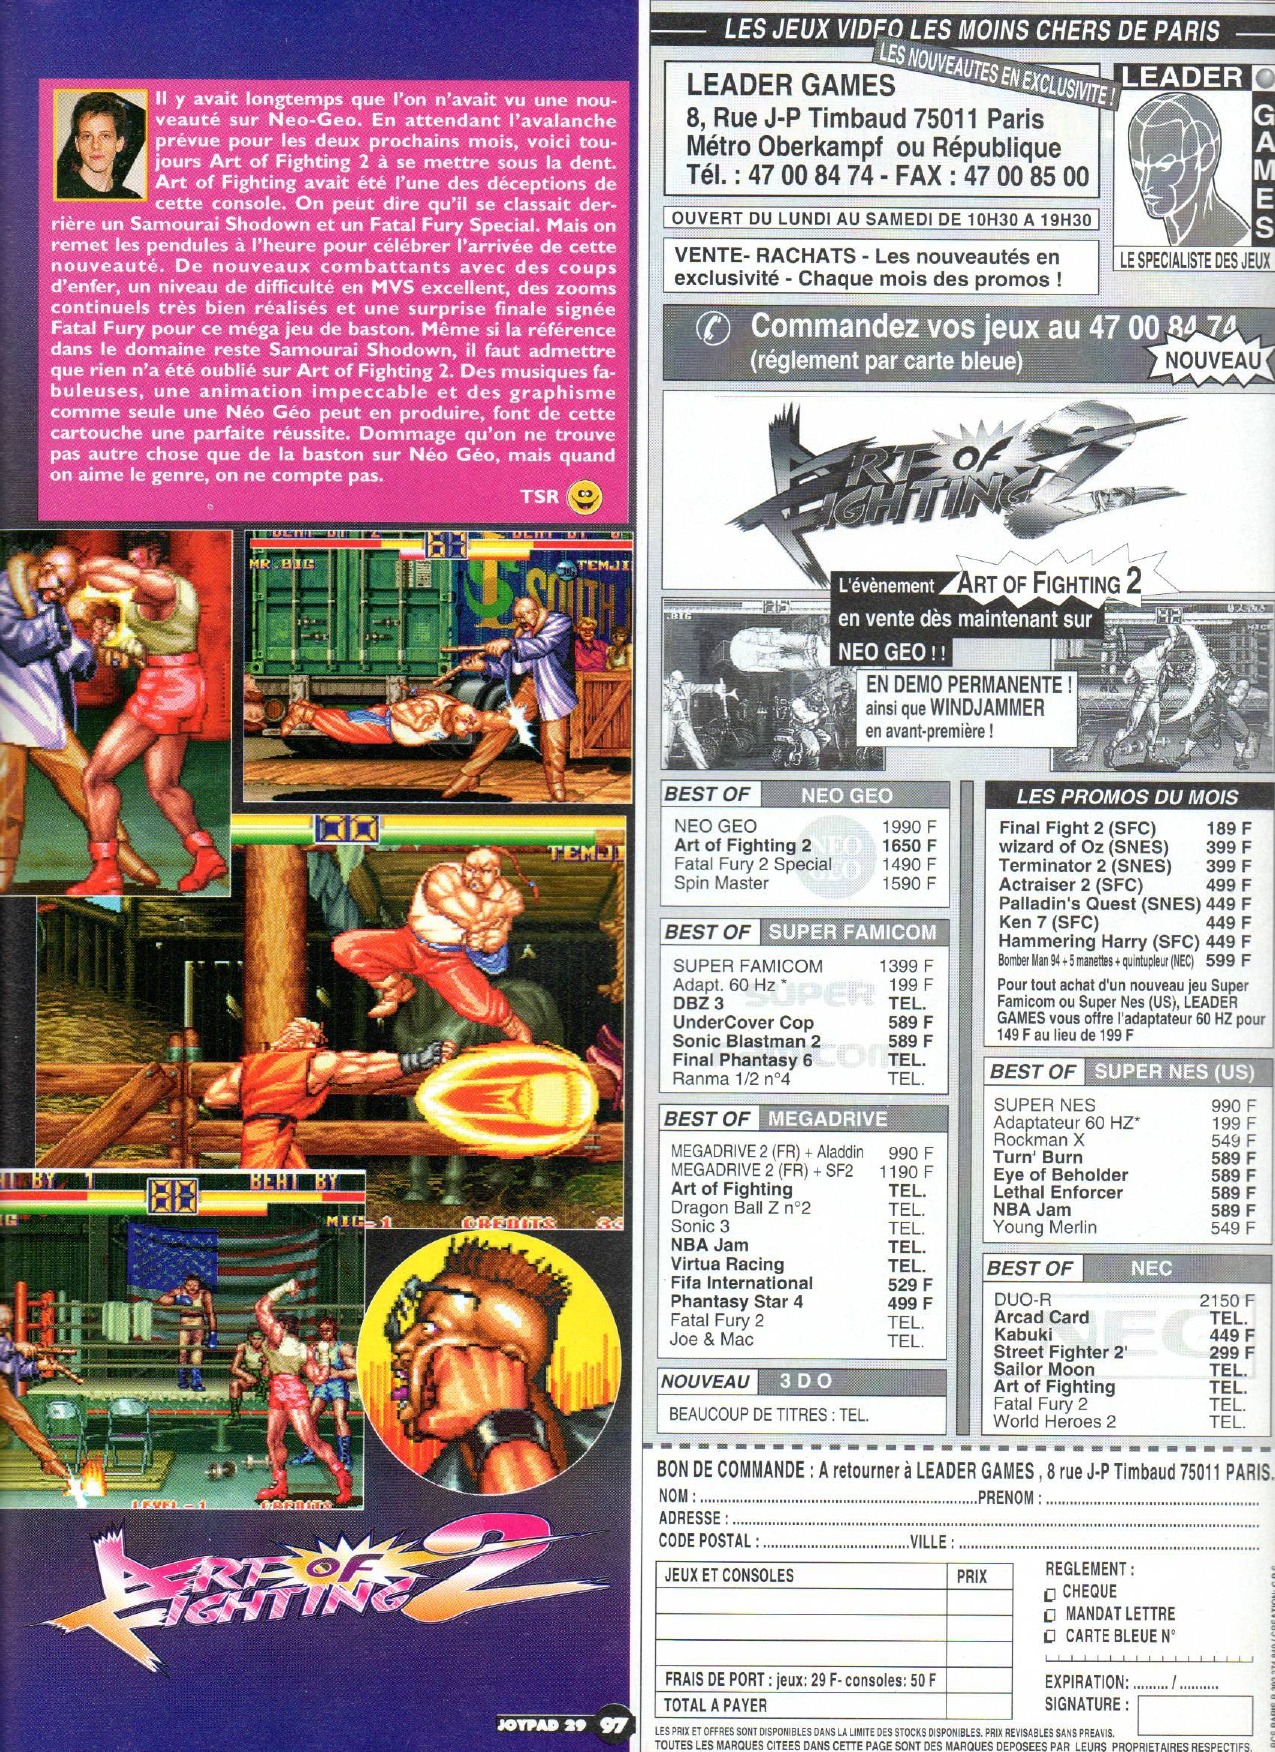 Il y avait longtemps que l'on n'avait vu une nou-
veauté sur Neo-Geo. En attendant l'avalanche
prévue pour les deux prochains mois, voici tou-
jours Art of Fighting 2 à se mettre sous la dent.
Art of Fighting avait été l'une des déceptions de
cette console. On peut dire qu'il se classait der-
rière un Samourai Shodown et un Fatal Fury Special. Mais on
remet les pendules à l'heure pour célébrer l'arrivée de cette
nouveauté. De nouveaux combattants avec des coups
d'enfer, un niveau de difficulté en MVS excellent, des zooms
continuels très bien réalisés et une surprise finale signée
Fatal Fury pour ce méga jeu de baston. Même si la référence
dans le domaine reste Samourai Shodown, il faut admettre
que rien n'a été oublié sur Art of Fighting 2. Des musiques fa-
buleuses, une animation impeccable et des graphisme
comme seule une Néo Géo peut en produire, font de cette
cartouche une parfaite réussite. Dommage qu'on ne trouve
pas autre chose que de la baston sur Néo Géo, mais quand
on aime le genre, on ne compte pas.
TSR
BEAT BY 2
MR.BIG
TEMJI
SOUTH
TEMJI
CREDITS
BY 1 BEAT BY
LEVEL-1 CREDITS
ART OF FIGHTING 2
JOYPAD 29 97
LES JEUX VIDEO LES MOINS CHERS DE PARIS
LES NOUVEAUTES EN EXCLUSIVITE !
LEADER GAMES
8, Rue J-P Timbaud 75011 Paris
Métro Oberkampf ou République
Tél. : 47 00 84 74 - FAX : 47 00 85 00
LEADER
GAMES
LE SPECIALISTE DES JEUX
OUVERT DU LUNDI AU SAMEDI DE 10H30 A 19H30
VENTE- RACHATS - Les nouveautés en
exclusivité - Chaque mois des promos !
Commandez vos jeux au 47 00 84 74
(réglement par carte bleue)
NOUVEAU
ART OF FIGHTING 2
L'évènement ART OF FIGHTING 2
en vente dès maintenant sur
NEO GEO !!
EN DEMO PERMANENTE !
ainsi que WINDJAMMER
en avant-première !
BEST OF NEO GEO
NEO GEO 1990 F
Art of Fighting 2 1650 F
Fatal Fury 2 Special 1490 F
Spin Master 1590 F
BEST OF SUPER FAMICOM
SUPER FAMICOM 1399 F
Adapt. 60 Hz * 199 F
DBZ 3 TEL.
UnderCover Cop 589 F
Sonic Blastman 2 589 F
Final Phantasy 6 TEL.
Ranma 1/2 n°4 TEL.
BEST OF MEGADRIVE
MEGADRIVE 2 (FR) + Aladdin 990 F
MEGADRIVE 2 (FR) + SF2 1190 F
Art of Fighting TEL.
Dragon Ball Z n°2 TEL.
Sonic 3 TEL.
NBA Jam TEL.
Virtua Racing TEL.
Fifa International 529 F
Phantasy Star 4 499 F
Fatal Fury 2 TEL.
Joe & Mac TEL.
NOUVEAU 3 D O
BEAUCOUP DE TITRES : TEL.
LES PROMOS DU MOIS
Final Fight 2 (SFC) 189 F
wizard of Oz (SNES) 399 F
Terminator 2 (SNES) 399 F
Actraiser 2 (SFC) 499 F
Palladin's Quest (SNES) 449 F
Ken 7 (SFC) 449 F
Hammering Harry (SFC) 449 F
Bomber Man 94 + 5 manettes + quintupleur (NEC) 599 F
Pour tout achat d'un nouveau jeu Super
Famicom ou Super Nes (US), LEADER
GAMES vous offre l'adaptateur 60 HZ pour
149 F au lieu de 199 F
BEST OF SUPER NES (US)
SUPER NES 990 F
Adaptateur 60 HZ* 199 F
Rockman X 549 F
Turn' Burn 589 F
Eye of Beholder 589 F
Lethal Enforcer 589 F
NBA Jam 589 F
Young Merlin 549 F
BEST OF NEC
DUO-R 2150 F
Arcad Card TEL.
Kabuki 449 F
Street Fighter 2' 299 F
Sailor Moon TEL.
Art of Fighting TEL.
Fatal Fury 2 TEL.
World Heroes 2 TEL.
BON DE COMMANDE : A retourner à LEADER GAMES , 8 rue J-P Timbaud 75011 PARIS.
NOM : PRENOM :
ADRESSE :
CODE POSTAL : VILLE :
JEUX ET CONSOLES PRIX
FRAIS DE PORT : jeux: 29 F- consoles: 50 F
TOTAL A PAYER
REGLEMENT :
CHEQUE
MANDAT LETTRE
CARTE BLEUE N°
EXPIRATION: ......... / ..........
SIGNATURE :
LES PRIX ET OFFRES SONT DISPONIBLES DANS LA LIMITE DES STOCKS DISPONIBLES. PRIX REVISABLES SANS PREAVIS.
TOUTES LES MARQUES CITEES DANS CETTE PAGE SONT DES MARQUES DEPOSEES PAR LEURS PROPRIETAIRES RESPECTIFS.